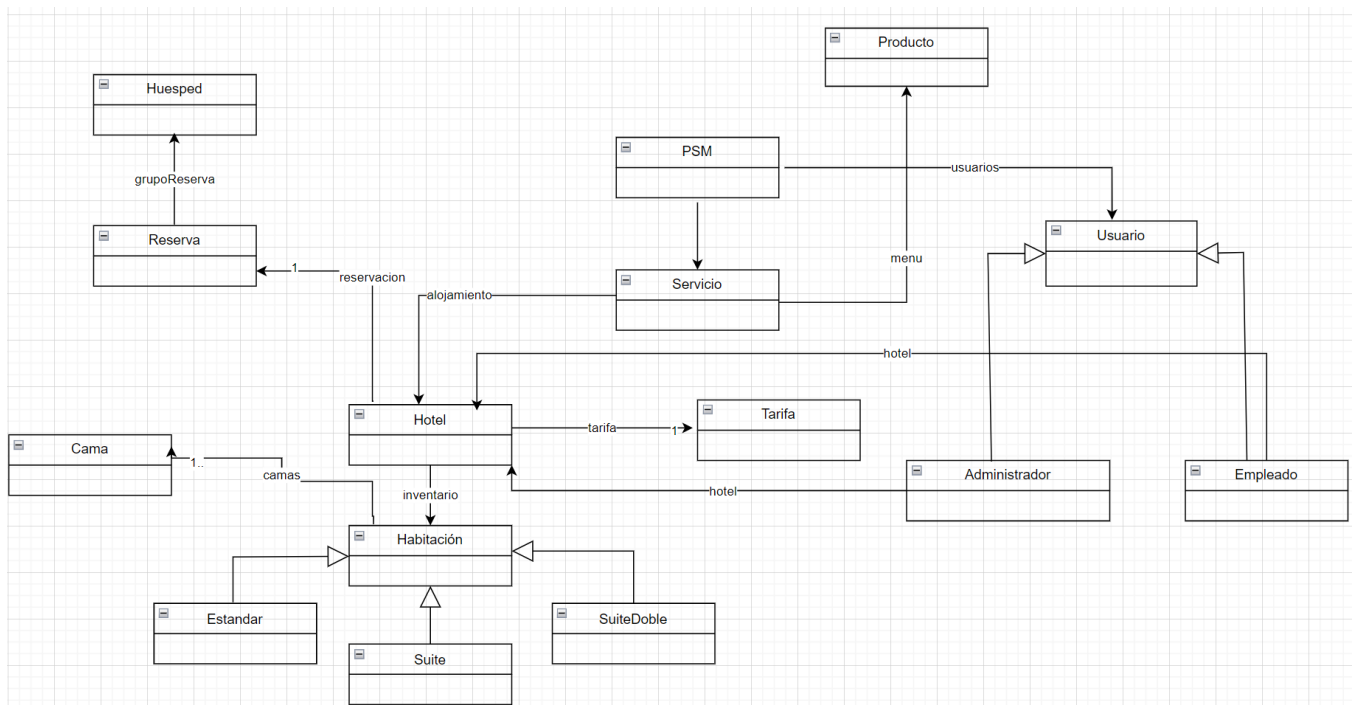 Producto
Huesped
PSM
usuarios
grupoReserva
Reserva
Usuario
menu
1
reservacion
Servicio
alojamiento
hotel
Hotel
Tarifa
tarifa
1
Cama
1..
camas
inventario
Administrador
Empleado
hotel
Habitación
Estandar
SuiteDoble
Suite